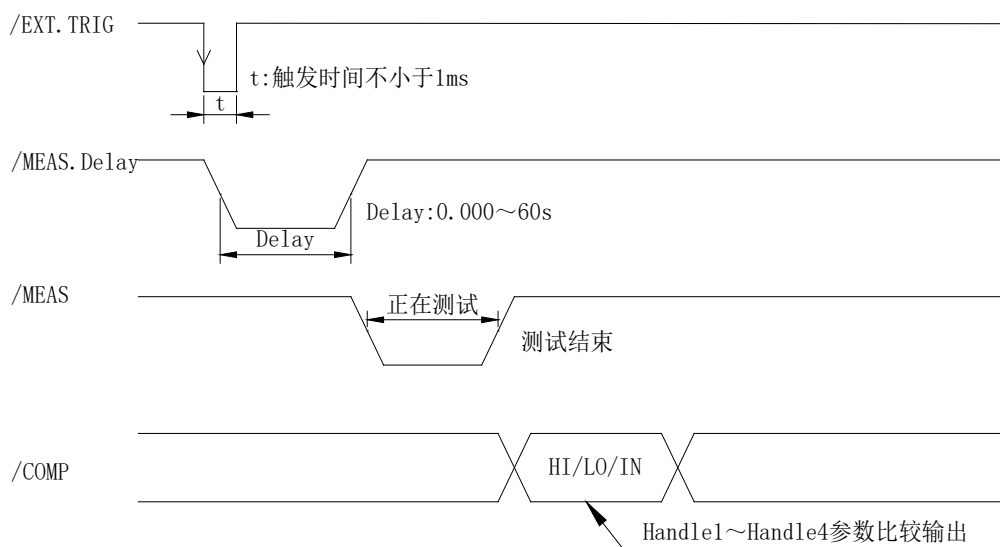 /EXT.TRIG
t:触发时间不小于1ms
t
/MEAS.Delay
Delay:0.000～60s
Delay
/MEAS
正在测试
测试结束
/COMP
HI/LO/IN
Handle1～Handle4参数比较输出